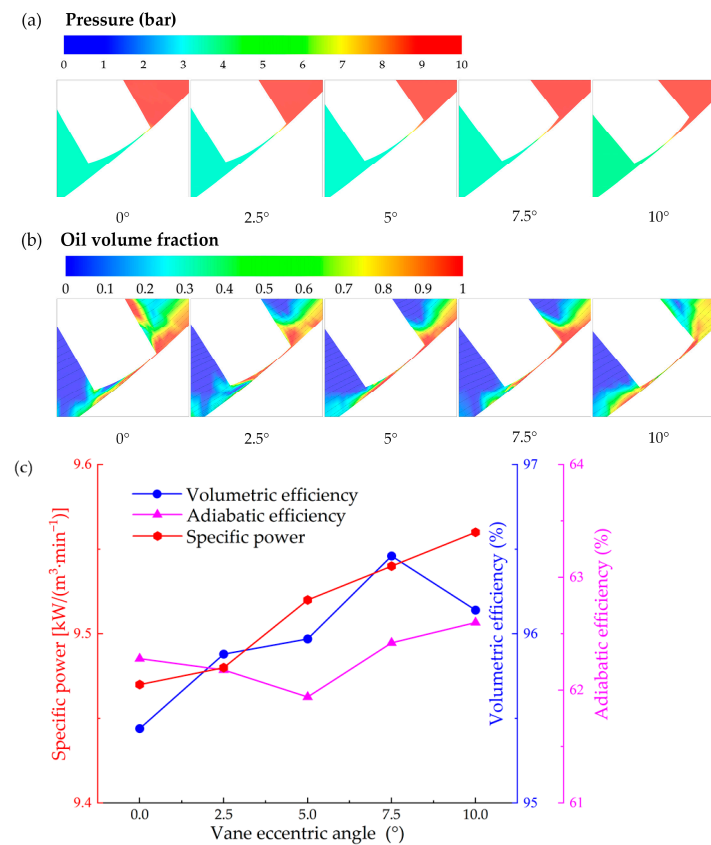 (a) Pressure (bar)
0 1 2 3 4 5 6 7 8 9 10
0° 2.5° 5° 7.5° 10°
(b) Oil volume fraction
0 0.1 0.2 0.3 0.4 0.5 0.6 0.7 0.8 0.9 1
0° 2.5° 5° 7.5° 10°
(c)
Specific power [kW/(m³·min⁻¹)]
9.6
9.5
9.4
Volumetric efficiency
Adiabatic efficiency
Specific power
97
96
95
Volumetric efficiency (%)
64
63
62
61
Adiabatic efficiency (%)
0.0 2.5 5.0 7.5 10.0
Vane eccentric angle (°)